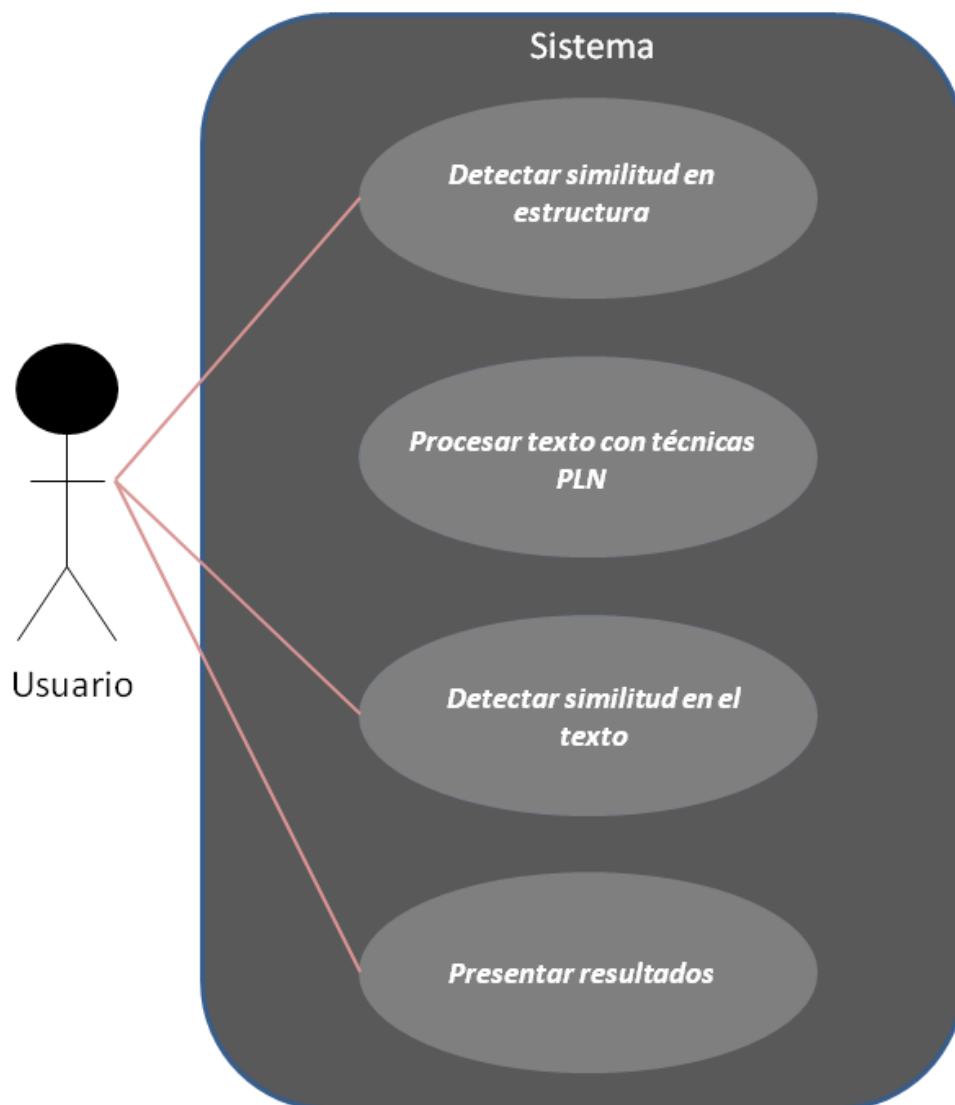 Sistema
Detectar similitud en
estructura
Procesar texto con técnicas
PLN
Usuario
Detectar similitud en el
texto
Presentar resultados